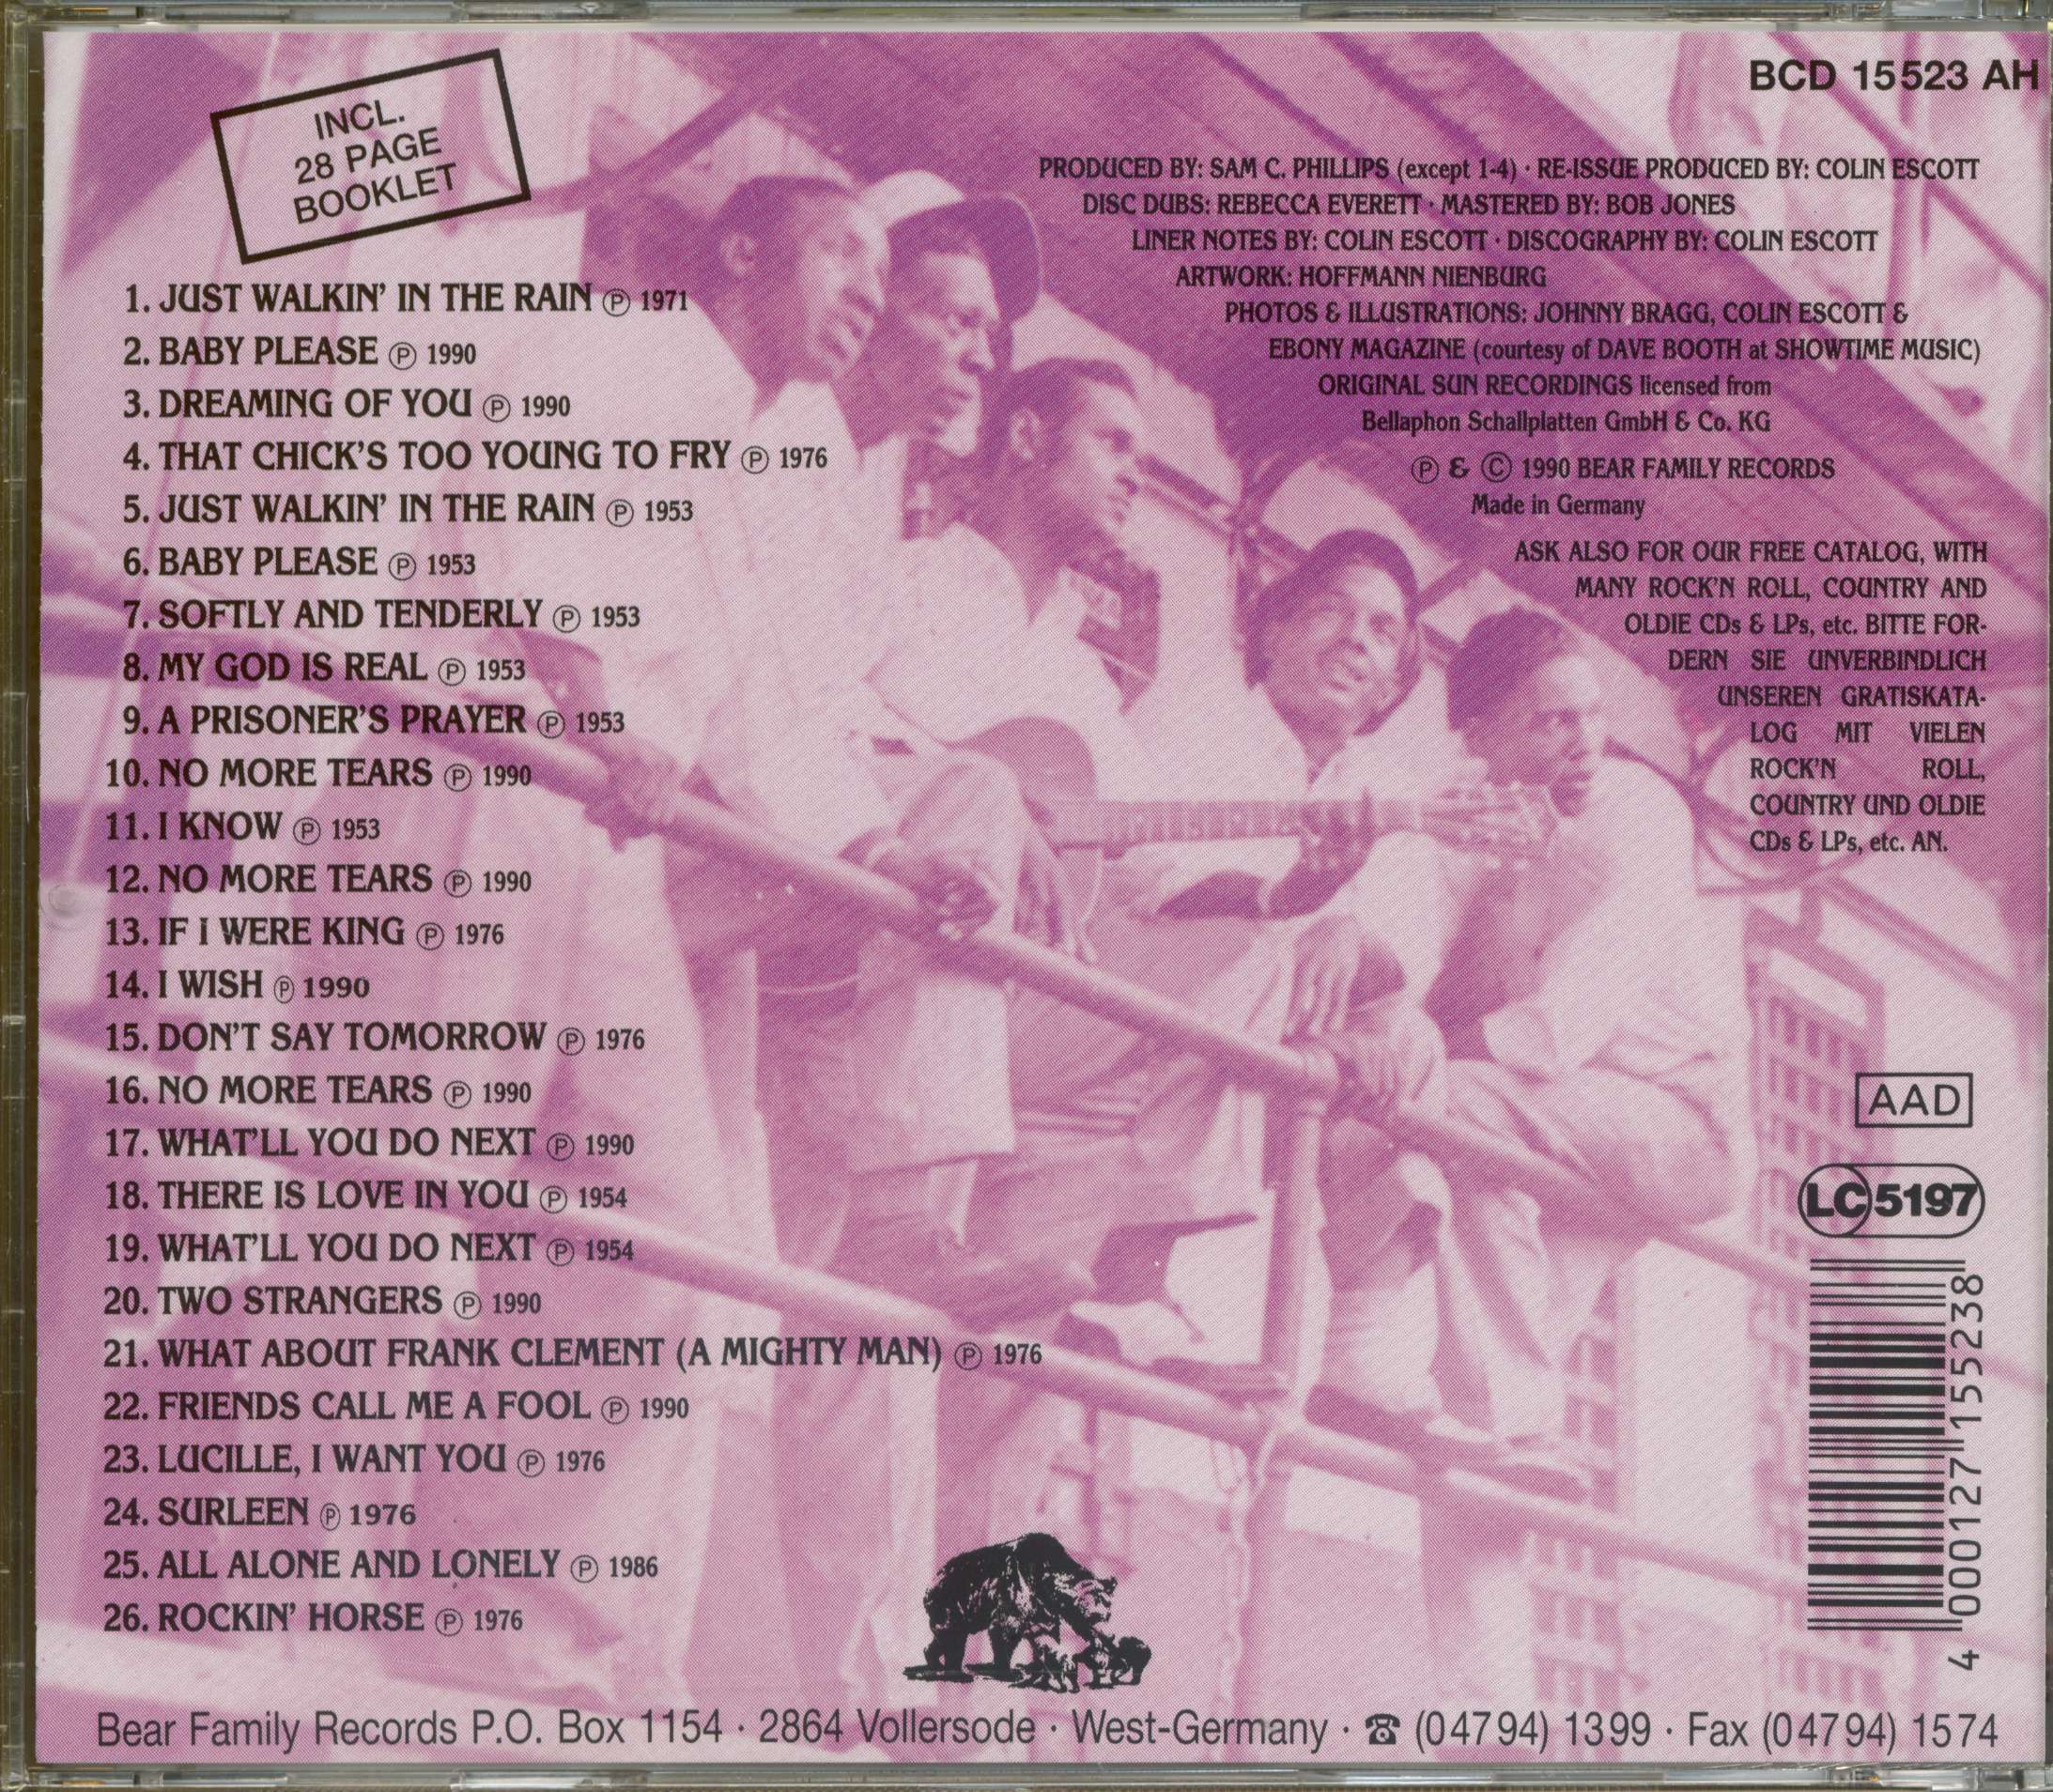 INCL.
28 PAGE
BOOKLET
BCD 15523 AH
PRODUCED BY: SAM C. PHILLIPS (except 1-4) · RE-ISSUE PRODUCED BY: COLIN ESCOTT
DISC DUBS: REBECCA EVERETT · MASTERED BY: BOB JONES
LINER NOTES BY: COLIN ESCOTT · DISCOGRAPHY BY: COLIN ESCOTT
ARTWORK: HOFFMANN NIENBURG
PHOTOS & ILLUSTRATIONS: JOHNNY BRAGG, COLIN ESCOTT &
EBONY MAGAZINE (courtesy of DAVE BOOTH at SHOWTIME MUSIC)
ORIGINAL SUN RECORDINGS licensed from
Bellaphon Schallplatten GmbH & Co. KG
Ⓟ & Ⓒ 1990 BEAR FAMILY RECORDS
Made in Germany
ASK ALSO FOR OUR FREE CATALOG, WITH
MANY ROCK'N ROLL, COUNTRY AND
OLDIE CDs & LPs, etc. BITTE FOR-
DERN SIE UNVERBINDLICH
UNSEREN GRATISKATA-
LOG MIT VIELEN
ROCK'N ROLL,
COUNTRY UND OLDIE
CDs & LPs, etc. AN.
1. JUST WALKIN' IN THE RAIN Ⓟ 1971
2. BABY PLEASE Ⓟ 1990
3. DREAMING OF YOU Ⓟ 1990
4. THAT CHICK'S TOO YOUNG TO FRY Ⓟ 1976
5. JUST WALKIN' IN THE RAIN Ⓟ 1953
6. BABY PLEASE Ⓟ 1953
7. SOFTLY AND TENDERLY Ⓟ 1953
8. MY GOD IS REAL Ⓟ 1953
9. A PRISONER'S PRAYER Ⓟ 1953
10. NO MORE TEARS Ⓟ 1990
11. I KNOW Ⓟ 1953
12. NO MORE TEARS Ⓟ 1990
13. IF I WERE KING Ⓟ 1976
14. I WISH Ⓟ 1990
15. DON'T SAY TOMORROW Ⓟ 1976
16. NO MORE TEARS Ⓟ 1990
17. WHAT'LL YOU DO NEXT Ⓟ 1990
18. THERE IS LOVE IN YOU Ⓟ 1954
19. WHAT'LL YOU DO NEXT Ⓟ 1954
20. TWO STRANGERS Ⓟ 1990
21. WHAT ABOUT FRANK CLEMENT (A MIGHTY MAN) Ⓟ 1976
22. FRIENDS CALL ME A FOOL Ⓟ 1990
23. LUCILLE, I WANT YOU Ⓟ 1976
24. SURLEEN Ⓟ 1976
25. ALL ALONE AND LONELY Ⓟ 1986
26. ROCKIN' HORSE Ⓟ 1976
AAD
LC 5197
4 000127 155238
Bear Family Records P.O. Box 1154 · 2864 Vollersode · West-Germany · ☎ (04794) 1399 · Fax (04794) 1574